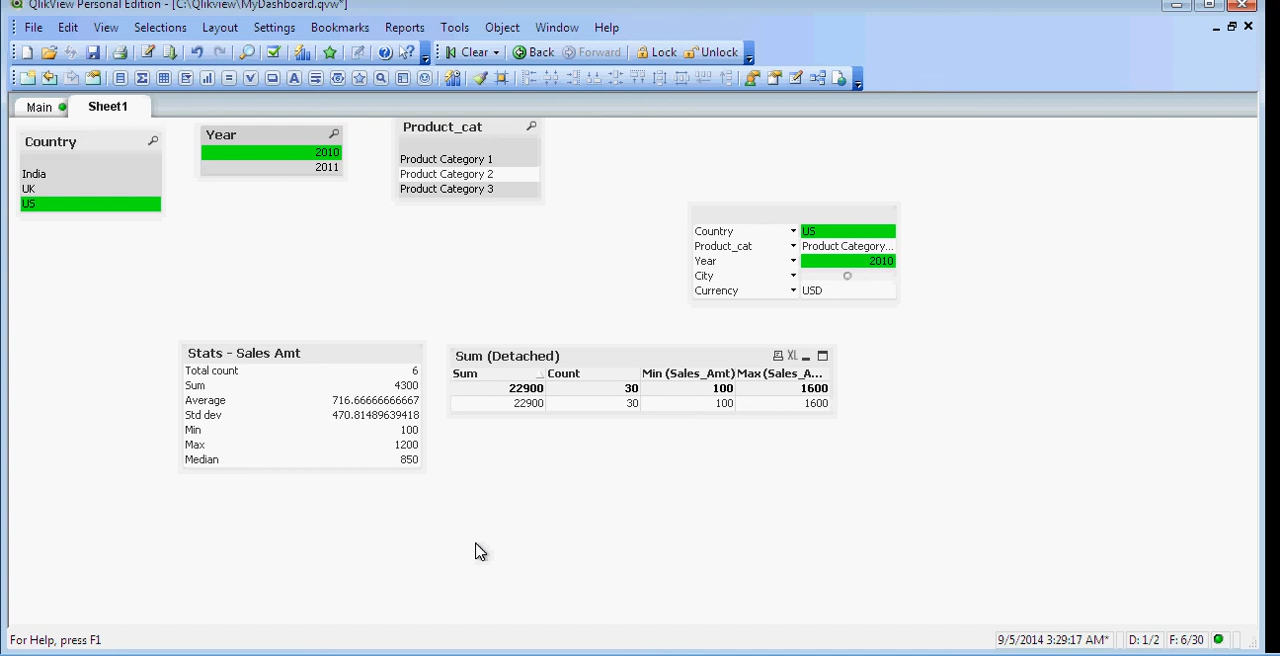 QlikView Personal Edition - [C:\Qlikview\MyDashboard.qvw*]
File Edit View Selections Layout Settings Bookmarks Reports Tools Object Window Help
Clear Back Forward Lock Unlock
Main Sheet1
Country
India
UK
US
Year
2010
2011
Product_cat
Product Category 1
Product Category 2
Product Category 3
Country US
Product_cat Product Category...
Year 2010
City
Currency USD
Stats - Sales Amt
Total count 6
Sum 4300
Average 716.66666666667
Std dev 470.81489639418
Min 100
Max 1200
Median 850
Sum (Detached) XL
Sum Count Min (Sales_Amt) Max (Sales_A...
22900 30 100 1600
22900 30 100 1600
For Help, press F1 9/5/2014 3:29:17 AM* D: 1/2 F: 6/30